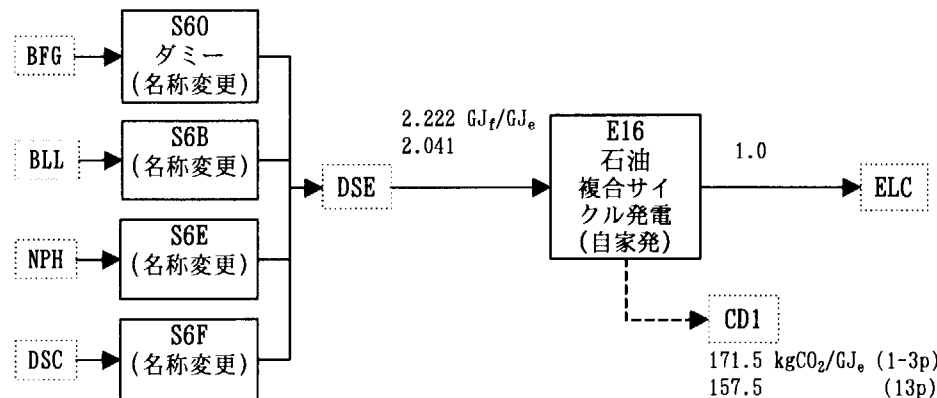 BFG
S60
ダミー
(名称変更)
BLL
S6B
(名称変更)
NPH
S6E
(名称変更)
DSC
S6F
(名称変更)
DSE
2.222 GJf/GJe
2.041
E16
石油
複合サイ
クル発電
(自家発)
1.0
ELC
CD1
171.5 kgCO2/GJe (1-3p)
157.5 (13p)